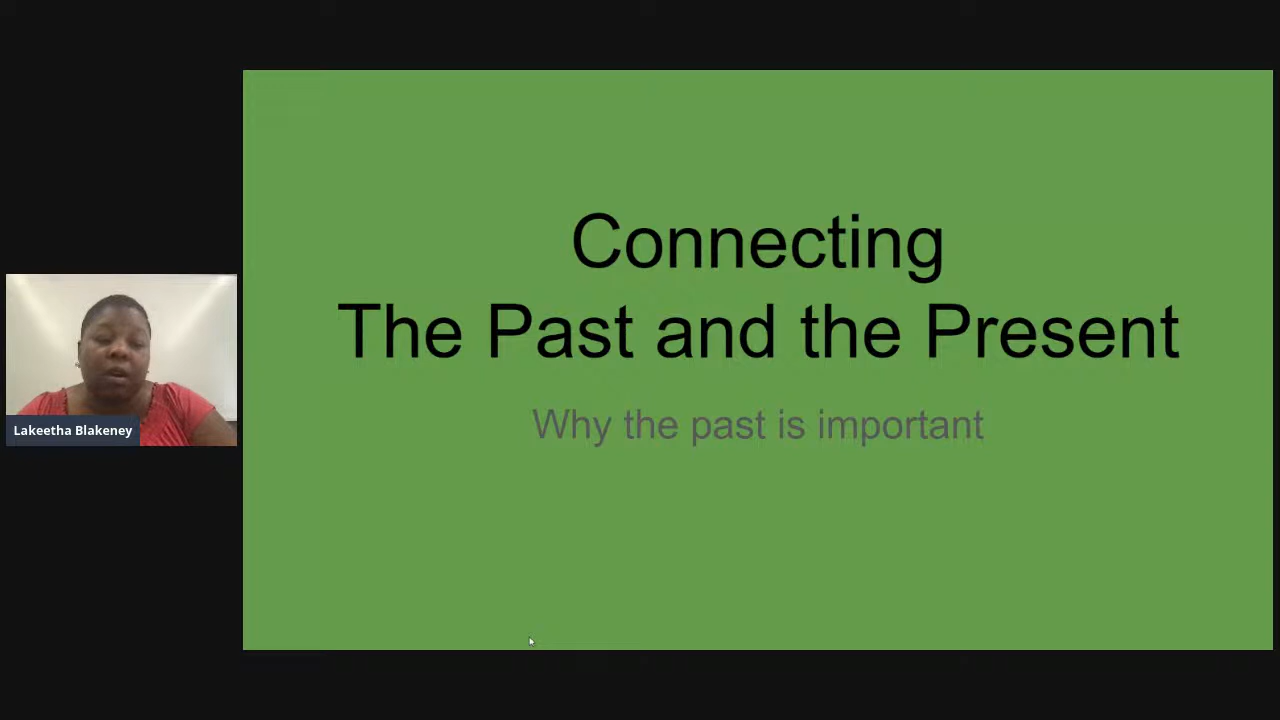 Connecting
The Past and the Present
Why the past is important
Lakeetha Blakeney